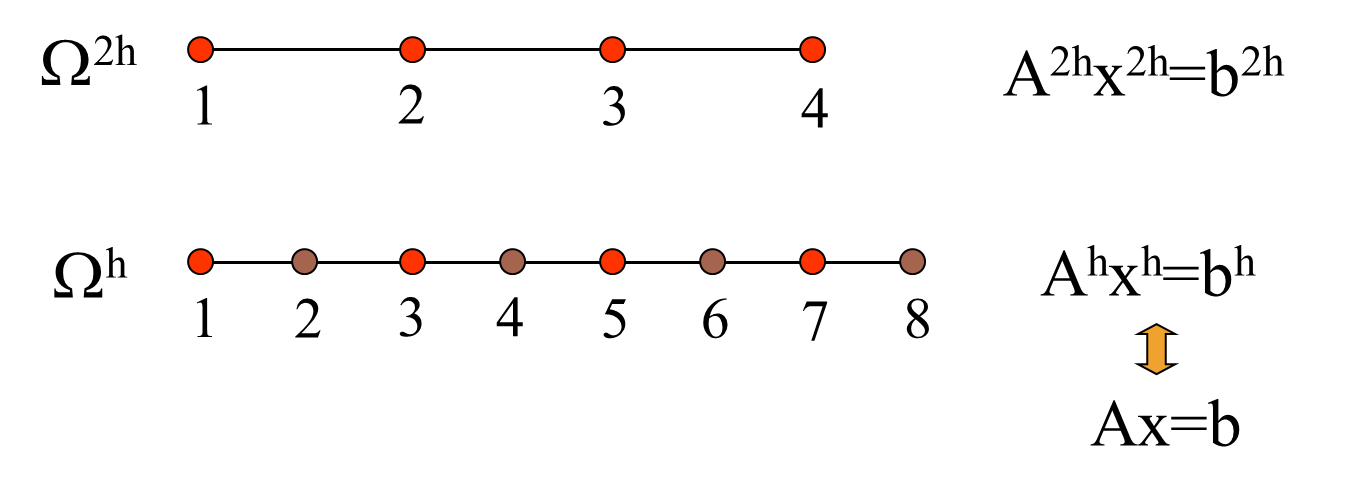 Ω²ʰ
A²ʰx²ʰ=b²ʰ
1 2 3 4
Ωʰ
Aʰxʰ=bʰ
1 2 3 4 5 6 7 8
Ax=b